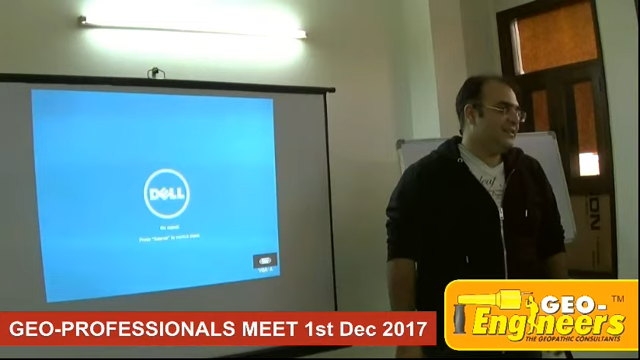 DELL
No signal
GEO-PROFESSIONALS MEET 1st Dec 2017
GEO-
TM
Engineers
THE GEOPATHIC CONSULTANTS